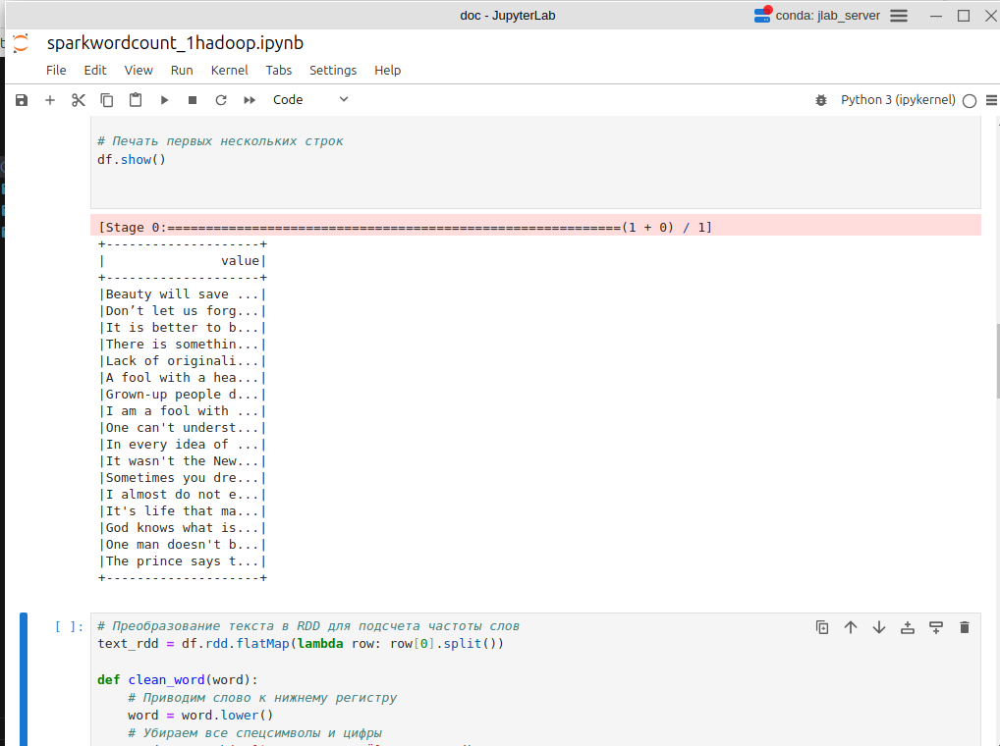 doc - JupyterLab
conda: jlab_server
sparkwordcount_1hadoop.ipynb
File Edit View Run Kernel Tabs Settings Help
Code
Python 3 (ipykernel)
# Печать первых нескольких строк
df.show()
[Stage 0:===========================================================(1 + 0) / 1]
+--------------------+
|               value|
+--------------------+
|Beauty will save ...|
|Don’t let us forg...|
|It is better to b...|
|There is somethin...|
|Lack of originali...|
|A fool with a hea...|
|Grown-up people d...|
|I am a fool with ...|
|One can't underst...|
|In every idea of ...|
|It wasn't the New...|
|Sometimes you dre...|
|I almost do not e...|
|It's life that ma...|
|God knows what is...|
|One man doesn't b...|
|The prince says t...|
+--------------------+
[ ]:
# Преобразование текста в RDD для подсчета частоты слов
text_rdd = df.rdd.flatMap(lambda row: row[0].split())
def clean_word(word):
# Приводим слово к нижнему регистру
word = word.lower()
# Убираем все спецсимволы и цифры